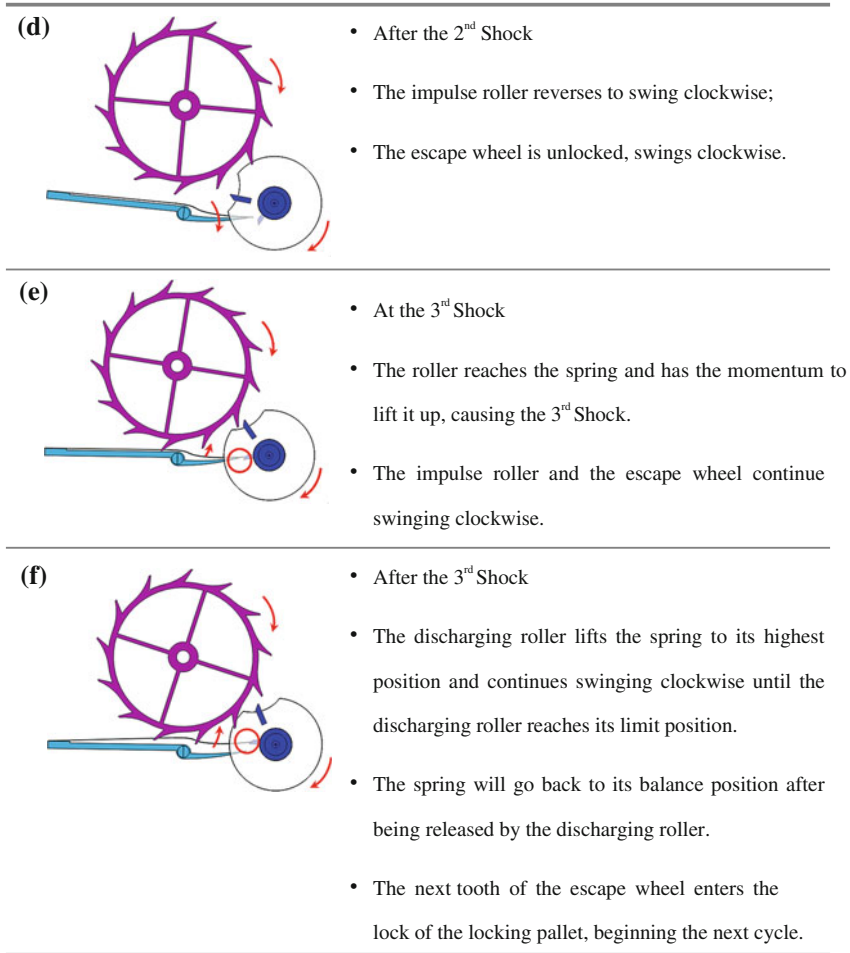 (d)
• After the 2nd Shock
• The impulse roller reverses to swing clockwise;
• The escape wheel is unlocked, swings clockwise.
(e)
• At the 3rd Shock
• The roller reaches the spring and has the momentum to
lift it up, causing the 3rd Shock.
• The impulse roller and the escape wheel continue
swinging clockwise.
(f)
• After the 3rd Shock
• The discharging roller lifts the spring to its highest
position and continues swinging clockwise until the
discharging roller reaches its limit position.
• The spring will go back to its balance position after
being released by the discharging roller.
• The next tooth of the escape wheel enters the
lock of the locking pallet, beginning the next cycle.